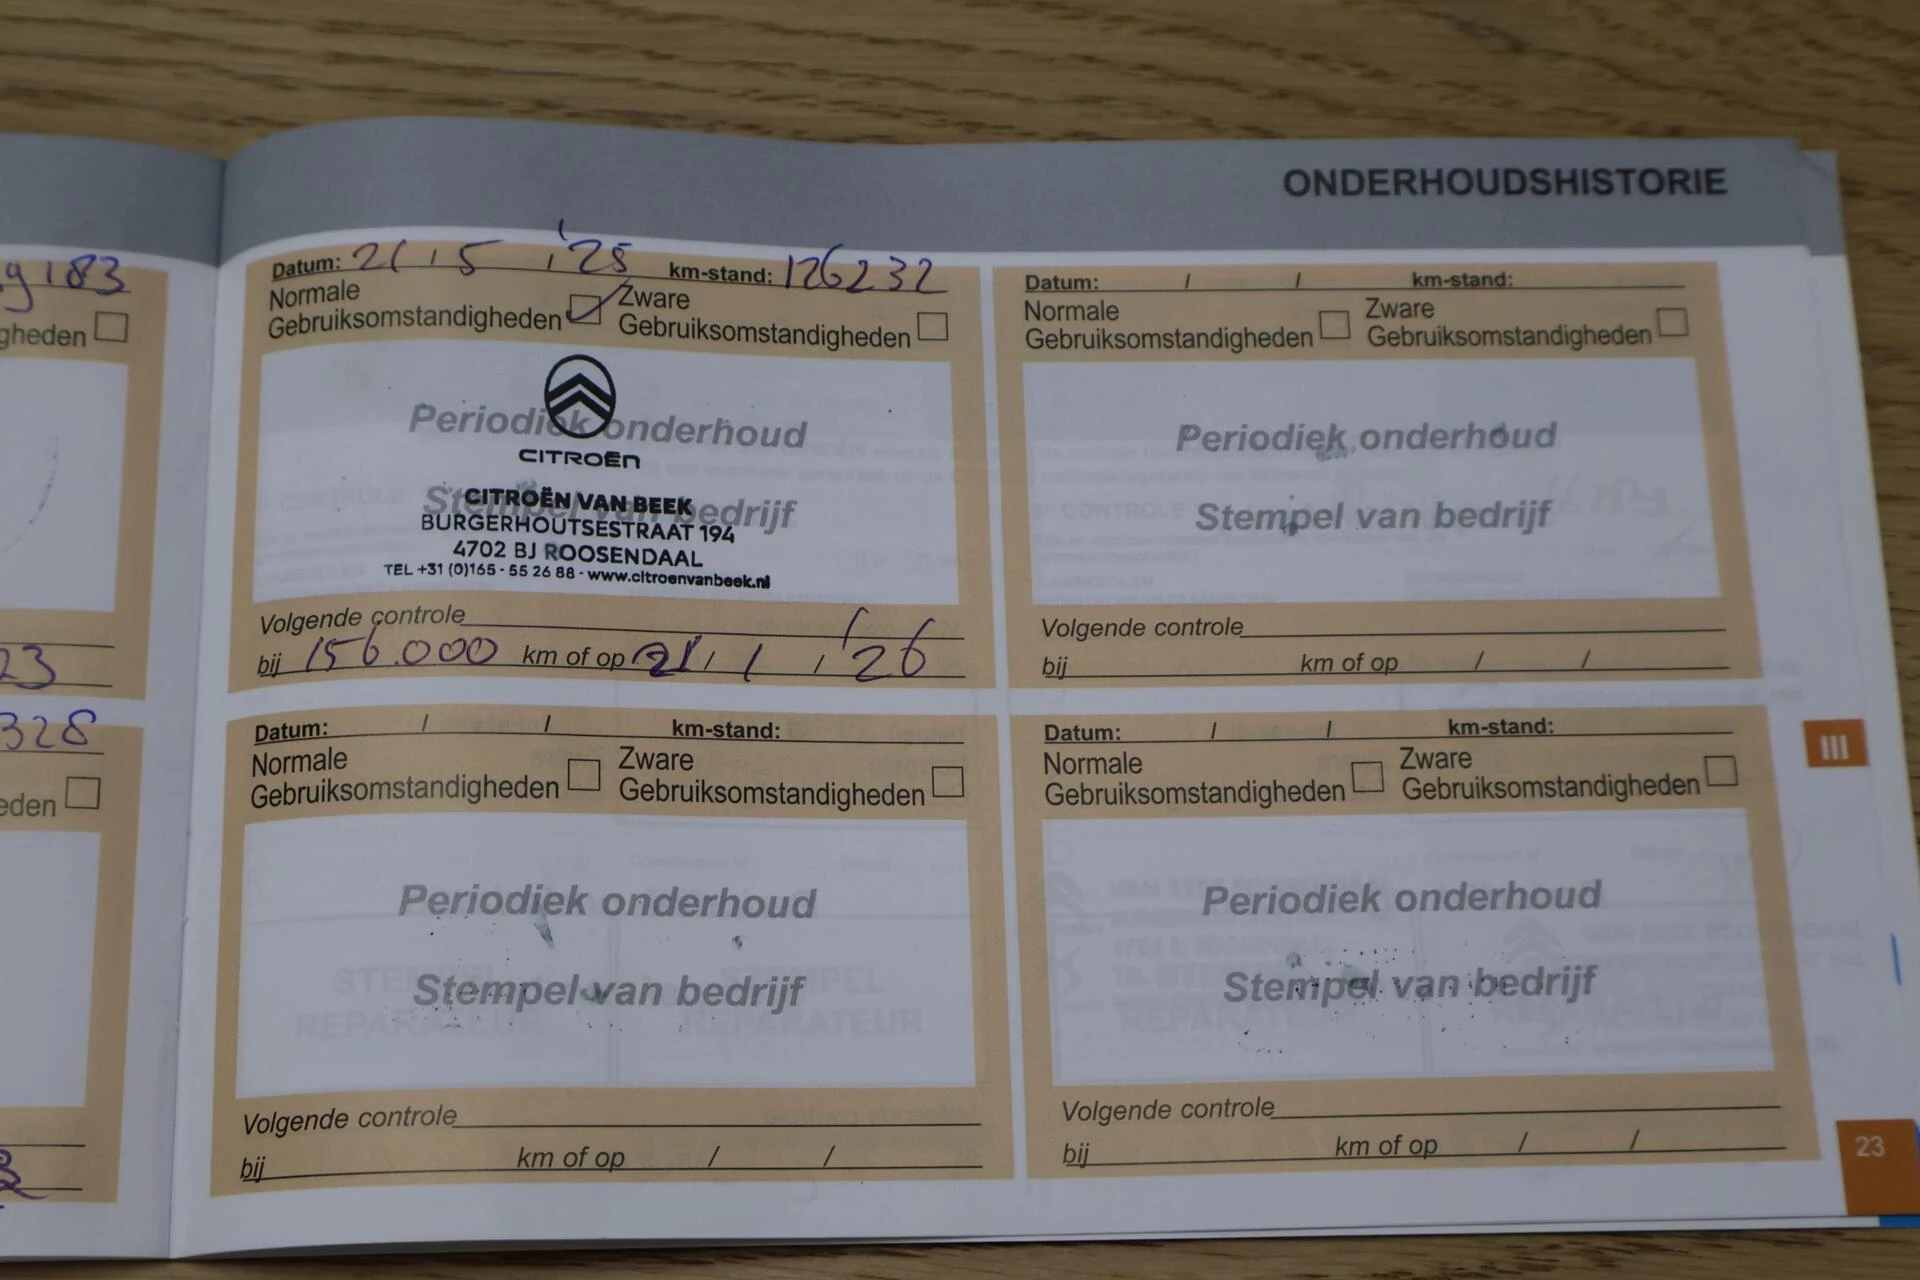 ONDERHOUDSHISTORIE
g183
gheden
23
328
eden
Datum: 21 / 5 / '25 km-stand: 126232
Normale Gebruiksomstandigheden
Zware Gebruiksomstandigheden
Periodiek onderhoud
CITROËN
Stempel van bedrijf
CITROËN VAN BEEK
BURGERHOUTSESTRAAT 194
4702 BJ ROOSENDAAL
TEL +31 (0)165 - 55 26 88 - www.citroenvanbeek.nl
Volgende controle
bij 156.000 km of op 21 / 1 / '26
Datum: / / km-stand:
Normale Gebruiksomstandigheden
Zware Gebruiksomstandigheden
Periodiek onderhoud
Stempel van bedrijf
Volgende controle
bij km of op / /
Datum: / / km-stand:
Normale Gebruiksomstandigheden
Zware Gebruiksomstandigheden
Periodiek onderhoud
Stempel van bedrijf
Volgende controle
bij km of op / /
Datum: / / km-stand:
Normale Gebruiksomstandigheden
Zware Gebruiksomstandigheden
Periodiek onderhoud
Stempel van bedrijf
Volgende controle
bij km of op / /
III
23